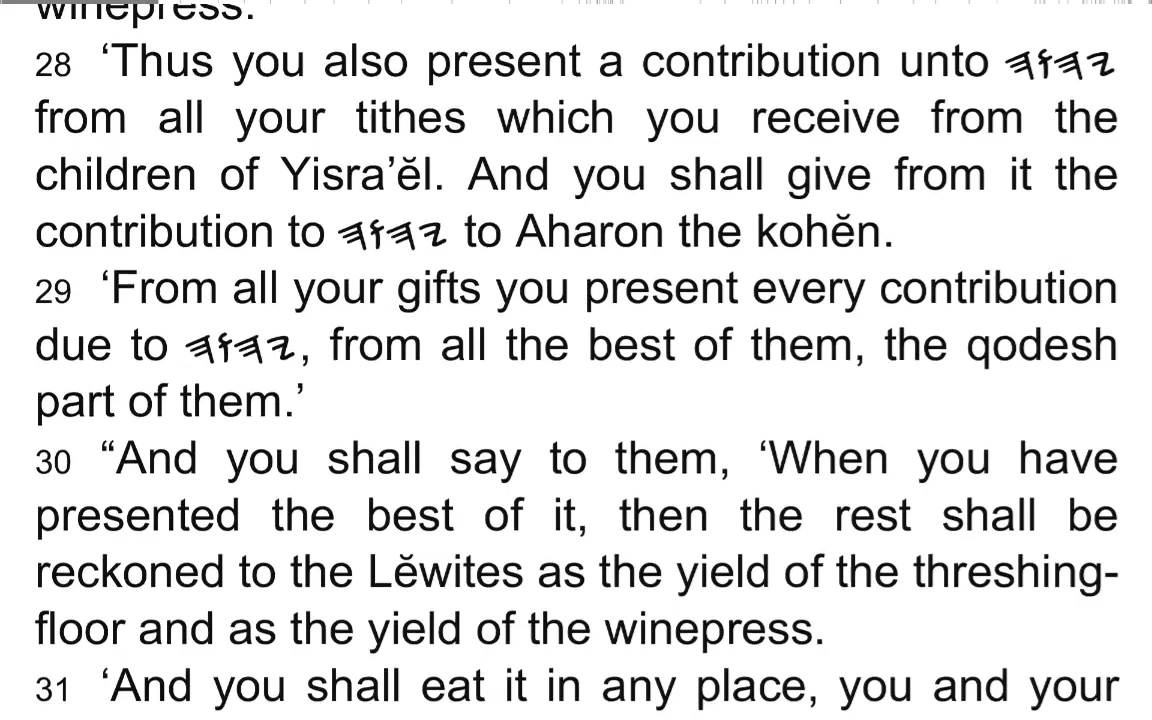 winepress.
28 ‘Thus you also present a contribution unto 𐤉𐤄𐤅𐤄
from all your tithes which you receive from the
children of Yisra’ĕl. And you shall give from it the
contribution to 𐤉𐤄𐤅𐤄 to Aharon the kohĕn.
29 ‘From all your gifts you present every contribution
due to 𐤉𐤄𐤅𐤄, from all the best of them, the qodesh
part of them.’
30 “And you shall say to them, ‘When you have
presented the best of it, then the rest shall be
reckoned to the Lĕwites as the yield of the threshing-
floor and as the yield of the winepress.
31 ‘And you shall eat it in any place, you and your